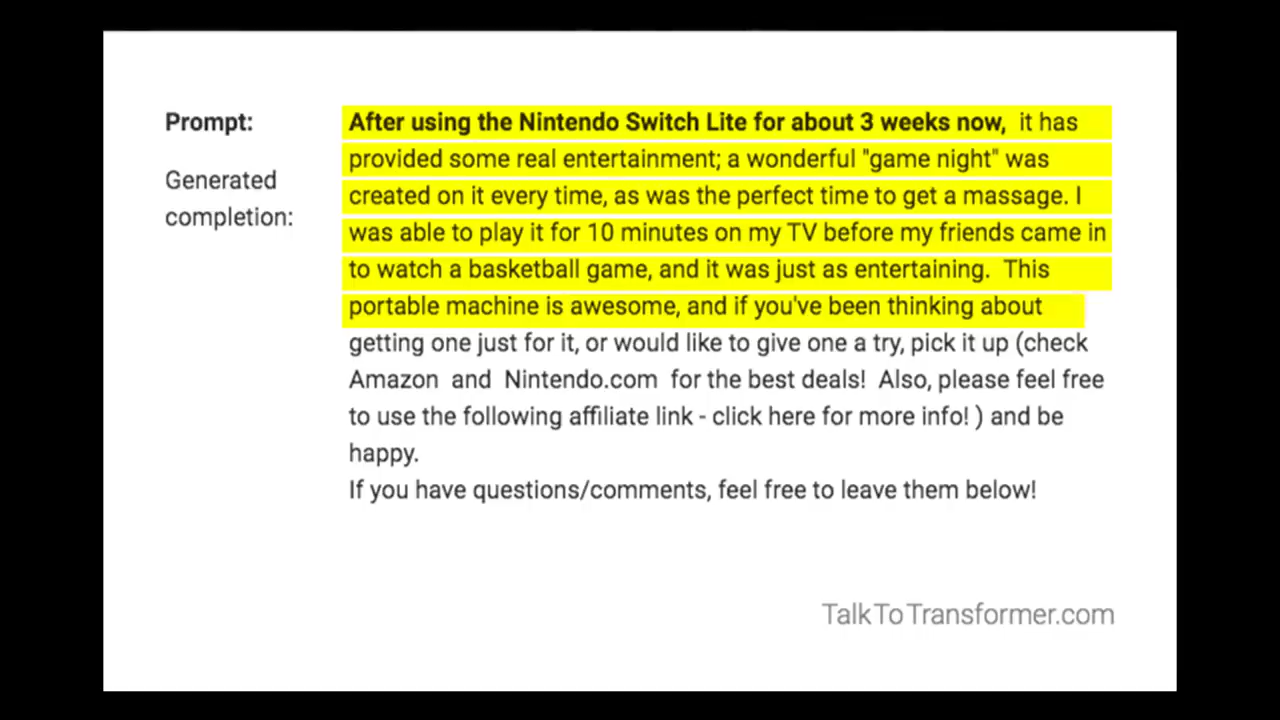 Prompt:
Generated
completion:
After using the Nintendo Switch Lite for about 3 weeks now, it has
provided some real entertainment; a wonderful "game night" was
created on it every time, as was the perfect time to get a massage. I
was able to play it for 10 minutes on my TV before my friends came in
to watch a basketball game, and it was just as entertaining. This
portable machine is awesome, and if you've been thinking about
getting one just for it, or would like to give one a try, pick it up (check
Amazon and Nintendo.com for the best deals! Also, please feel free
to use the following affiliate link - click here for more info! ) and be
happy.
If you have questions/comments, feel free to leave them below!
TalkToTransformer.com